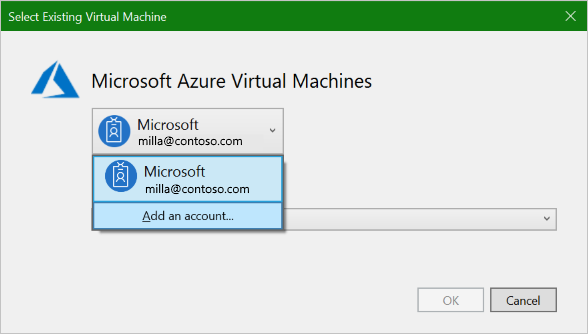 Select Existing Virtual Machine
Microsoft Azure Virtual Machines
Microsoft
milla@contoso.com
Microsoft
milla@contoso.com
Add an account...
OK
Cancel